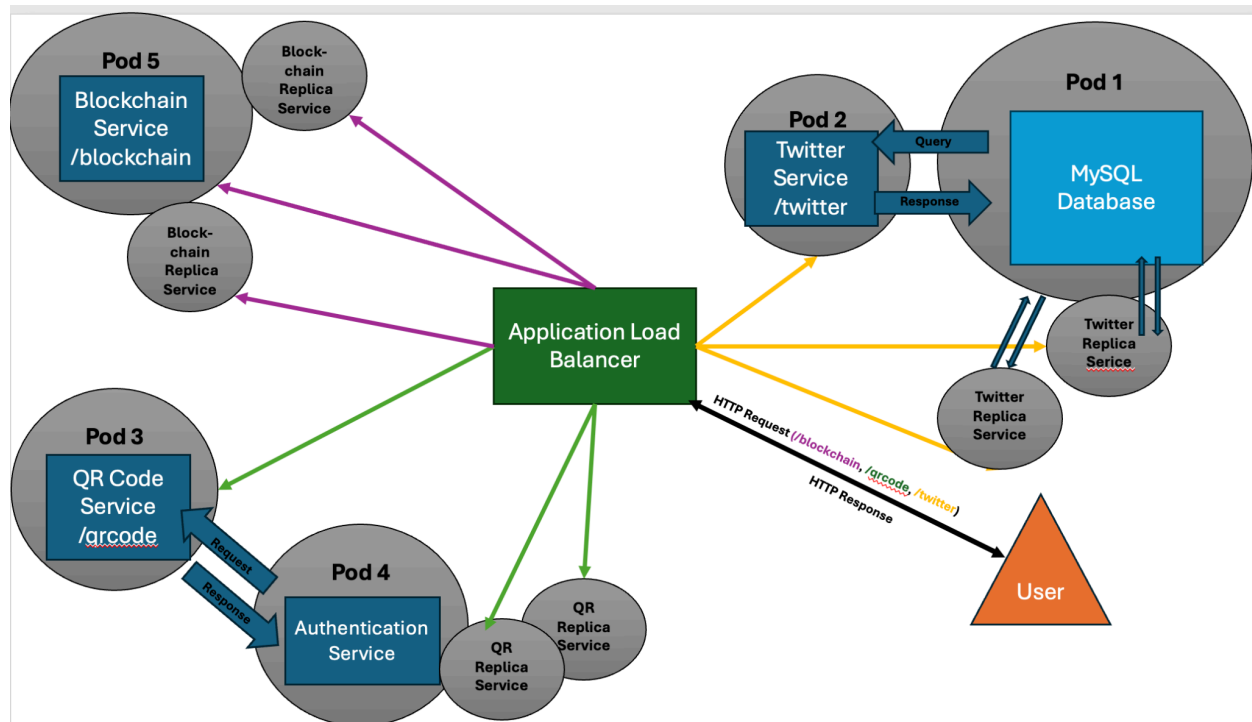 Pod 5
Blockchain
Service
/blockchain
Block-
chain
Replica
Service
Block-
chain
Replica
Service
Pod 2
Twitter
Service
/twitter
Query
Response
Pod 1
MySQL
Database
Twitter
Replica
Serice
Twitter
Replica
Service
Application Load
Balancer
HTTP Request (/blockchain, /qrcode, /twitter)
HTTP Response
User
Pod 3
QR Code
Service
/qrcode
Request
Response
Pod 4
Authentication
Service
QR
Replica
Service
QR
Replica
Service